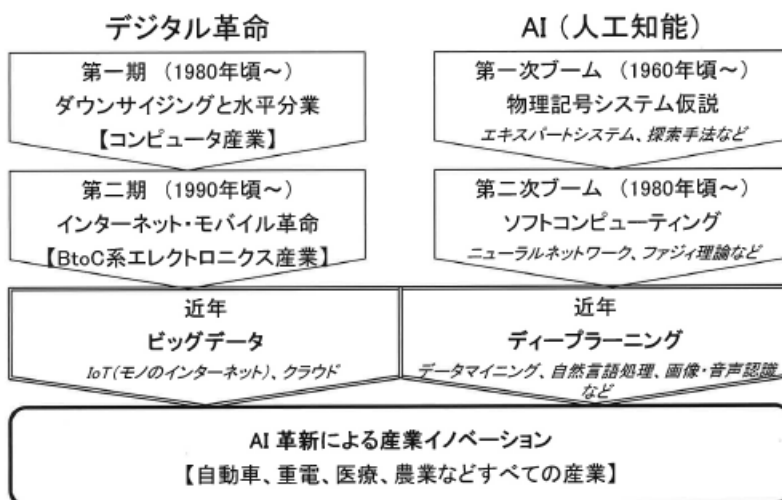 デジタル革命
第一期 （1980年頃～）
ダウンサイジングと水平分業
【コンピュータ産業】
第二期 （1990年頃～）
インターネット・モバイル革命
【BtoC系エレクトロニクス産業】
近年
ビッグデータ
IoT（モノのインターネット）、クラウド
AI（人工知能）
第一次ブーム （1960年頃～）
物理記号システム仮説
エキスパートシステム、探索手法など
第二次ブーム （1980年頃～）
ソフトコンピューティング
ニューラルネットワーク、ファジィ理論など
近年
ディープラーニング
データマイニング、自然言語処理、画像・音声認識
など
AI 革新による産業イノベーション
【自動車、重電、医療、農業などすべての産業】